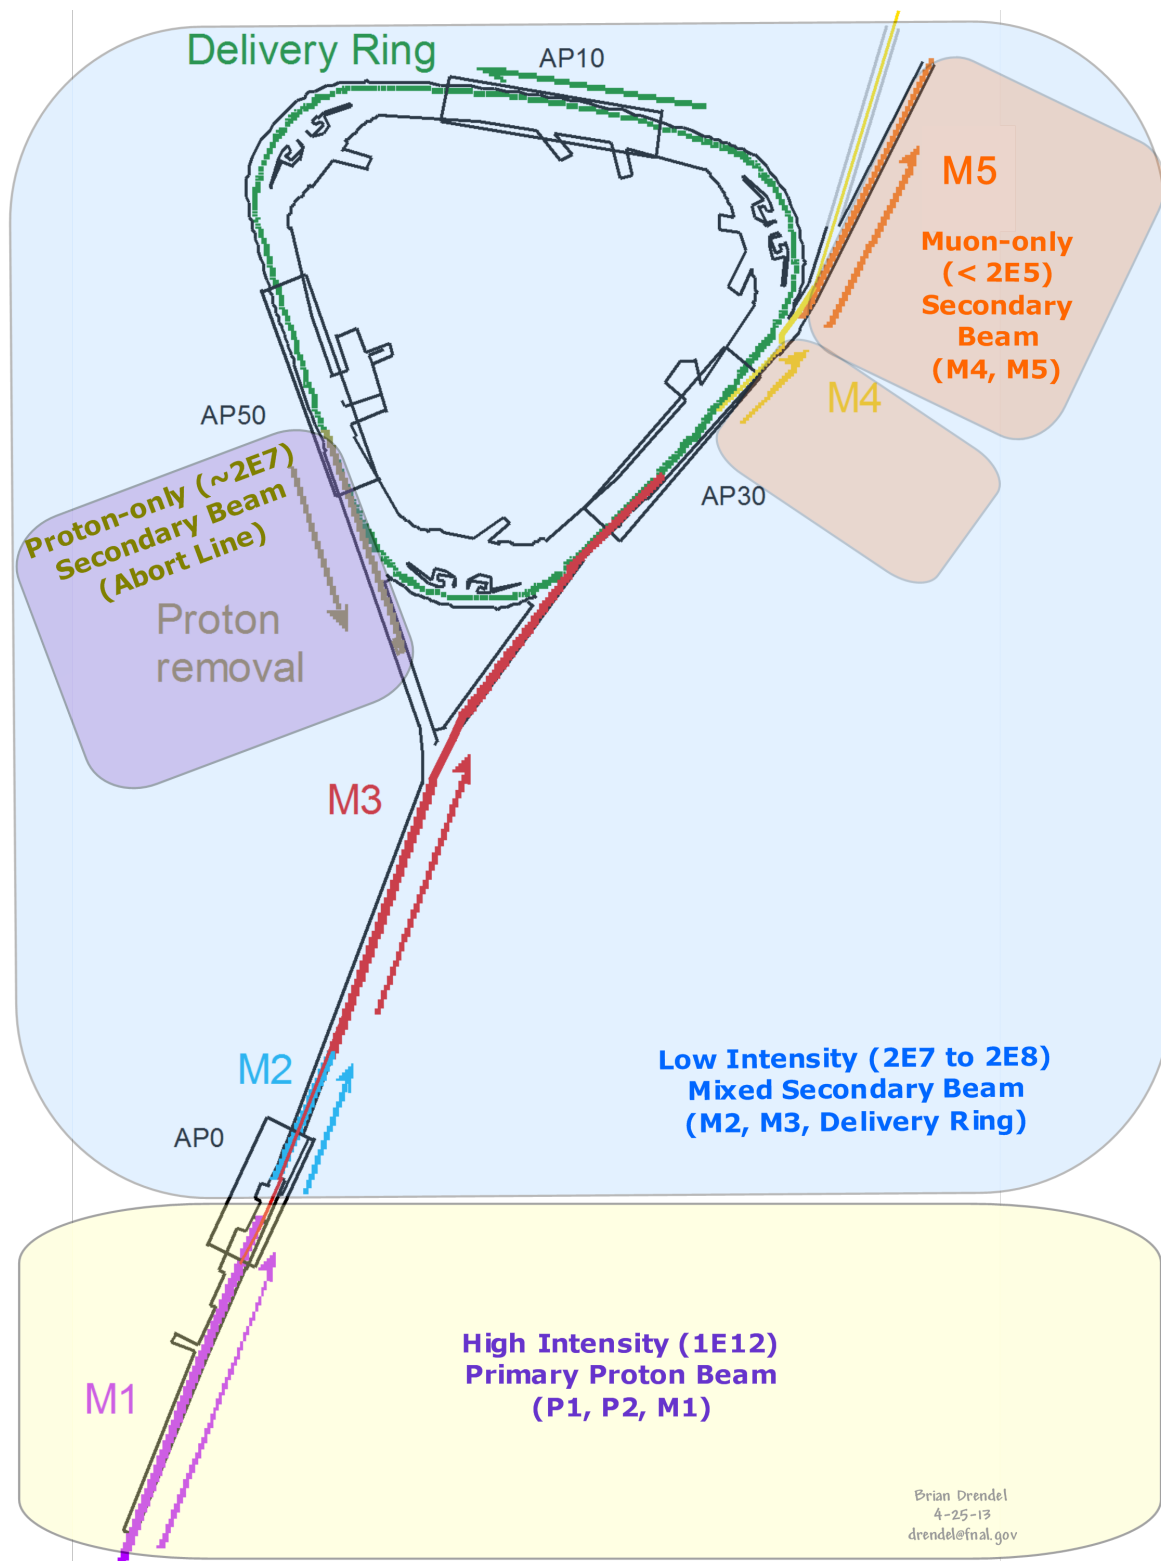 Delivery Ring
AP10
M5
Muon-only
(< 2E5)
Secondary
Beam
(M4, M5)
M4
AP50
AP30
Proton-only (~2E7)
Secondary Beam
(Abort Line)
Proton
removal
M3
M2
AP0
Low Intensity (2E7 to 2E8)
Mixed Secondary Beam
(M2, M3, Delivery Ring)
High Intensity (1E12)
Primary Proton Beam
(P1, P2, M1)
M1
Brian Drendel
4-25-13
drendel@fnal.gov